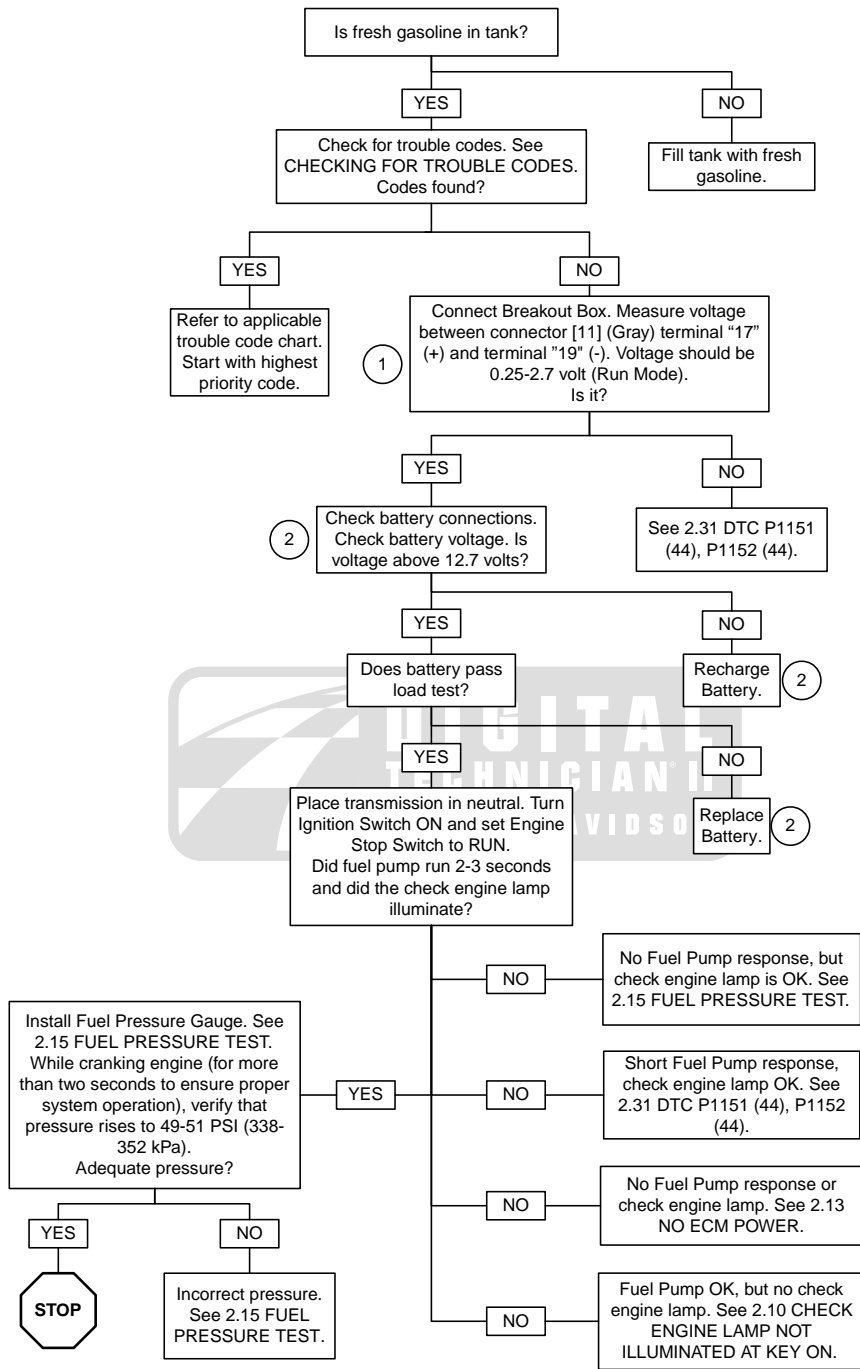 Is fresh gasoline in tank?
YES
NO
Check for trouble codes. See
CHECKING FOR TROUBLE CODES.
Codes found?
Fill tank with fresh
gasoline.
YES
NO
Refer to applicable
trouble code chart.
Start with highest
priority code.
1
Connect Breakout Box. Measure voltage
between connector [11] (Gray) terminal “17”
(+) and terminal ”19" (-). Voltage should be
0.25-2.7 volt (Run Mode).
Is it?
YES
NO
2
Check battery connections.
Check battery voltage. Is
voltage above 12.7 volts?
See 2.31 DTC P1151
(44), P1152 (44).
YES
NO
Does battery pass
load test?
Recharge
Battery.
2
DIGITAL
TECHNICIAN II
YES
NO
Place transmission in neutral. Turn
Ignition Switch ON and set Engine
Stop Switch to RUN.
Did fuel pump run 2-3 seconds
and did the check engine lamp
illuminate?
Replace
Battery.
2
NO
No Fuel Pump response, but
check engine lamp is OK. See
2.15 FUEL PRESSURE TEST.
Install Fuel Pressure Gauge. See
2.15 FUEL PRESSURE TEST.
While cranking engine (for more
than two seconds to ensure proper
system operation), verify that
pressure rises to 49-51 PSI (338-
352 kPa).
Adequate pressure?
YES
NO
Short Fuel Pump response,
check engine lamp OK. See
2.31 DTC P1151 (44), P1152
(44).
NO
No Fuel Pump response or
check engine lamp. See 2.13
NO ECM POWER.
YES
NO
STOP
Incorrect pressure.
See 2.15 FUEL
PRESSURE TEST.
NO
Fuel Pump OK, but no check
engine lamp. See 2.10 CHECK
ENGINE LAMP NOT
ILLUMINATED AT KEY ON.